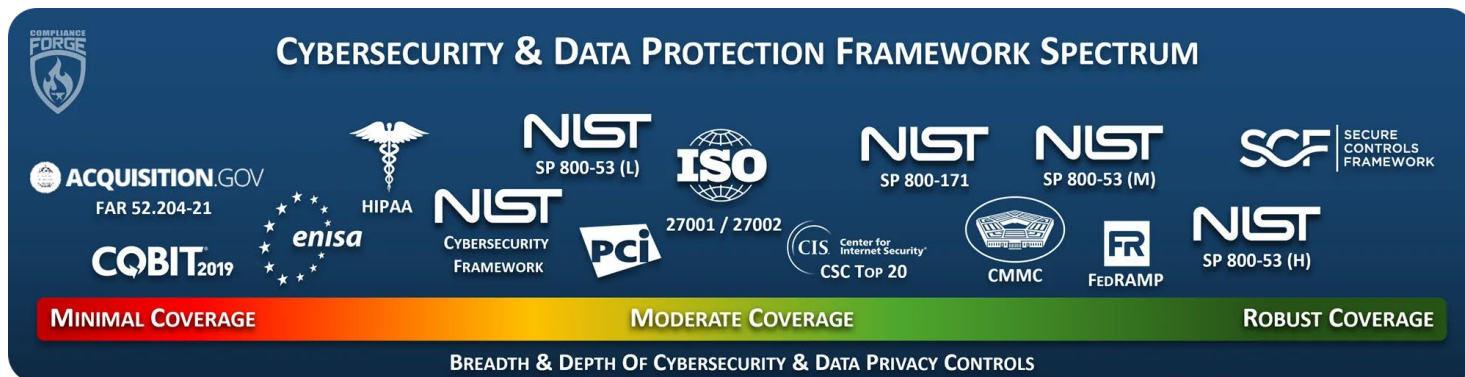 COMPLIANCE
FORGE
CYBERSECURITY & DATA PROTECTION FRAMEWORK SPECTRUM
ACQUISITION.GOV
FAR 52.204-21
COBIT® 2019
enisa
HIPAA
NIST
SP 800-53 (L)
NIST
CYBERSECURITY
FRAMEWORK
PCi
ISO
27001 / 27002
CIS. Center for
Internet Security®
CSC TOP 20
NIST
SP 800-171
CMMC
NIST
SP 800-53 (M)
FR
FEDRAMP
SCF SECURE
CONTROLS
FRAMEWORK
NIST
SP 800-53 (H)
MINIMAL COVERAGE
MODERATE COVERAGE
ROBUST COVERAGE
BREADTH & DEPTH OF CYBERSECURITY & DATA PRIVACY CONTROLS